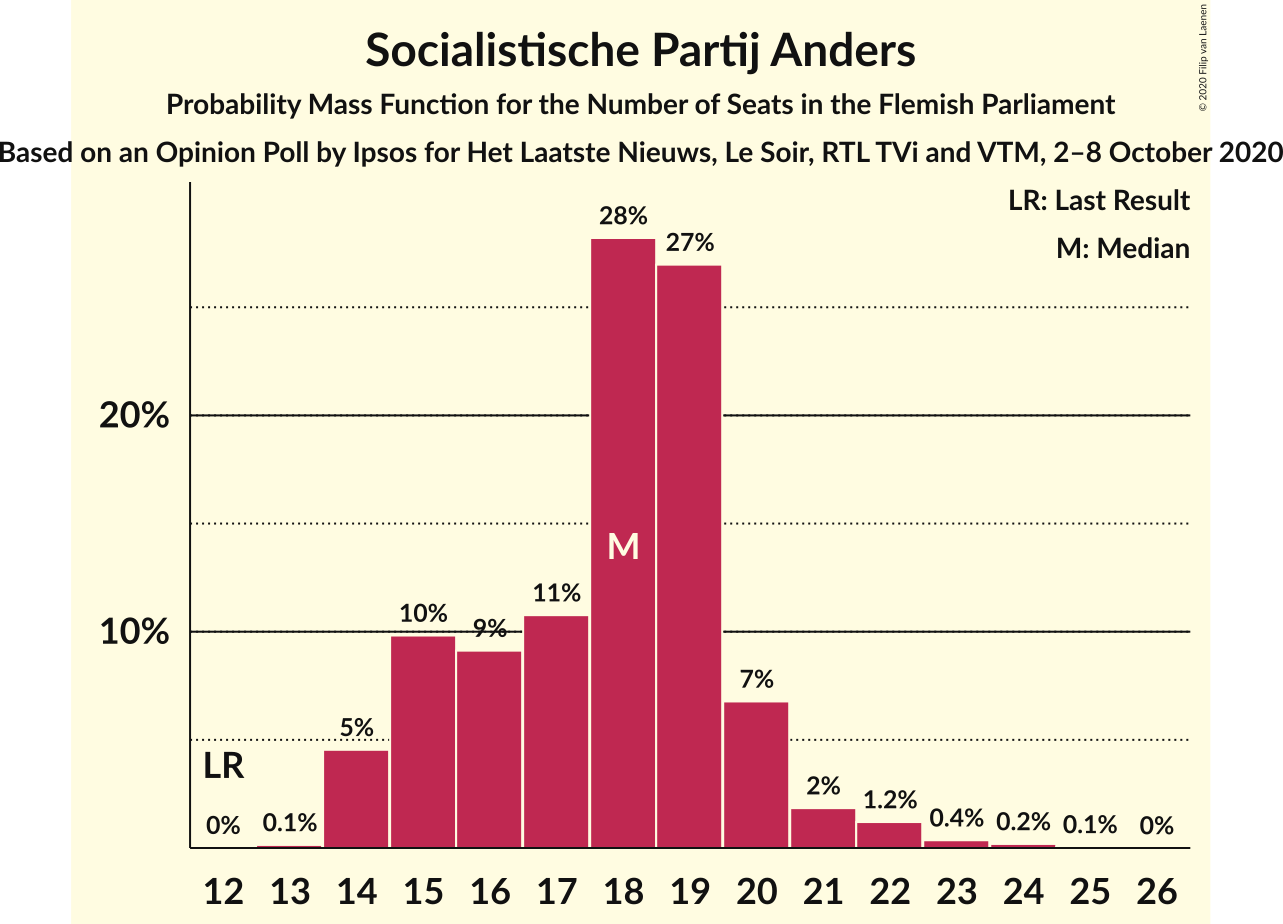 Socialistische Partij Anders
Probability Mass Function for the Number of Seats in the Flemish Parliament
Based on an Opinion Poll by Ipsos for Het Laatste Nieuws, Le Soir, RTL TVi and VTM, 2–8 October 2020
© 2020 Filip van Laenen
LR: Last Result
M: Median
28%
27%
20%
M
11%
10%
9%
10%
7%
5%
LR
2%
1.2%
0%
0.1%
0.4%
0.2%
0.1%
0%
12 13 14 15 16 17 18 19 20 21 22 23 24 25 26